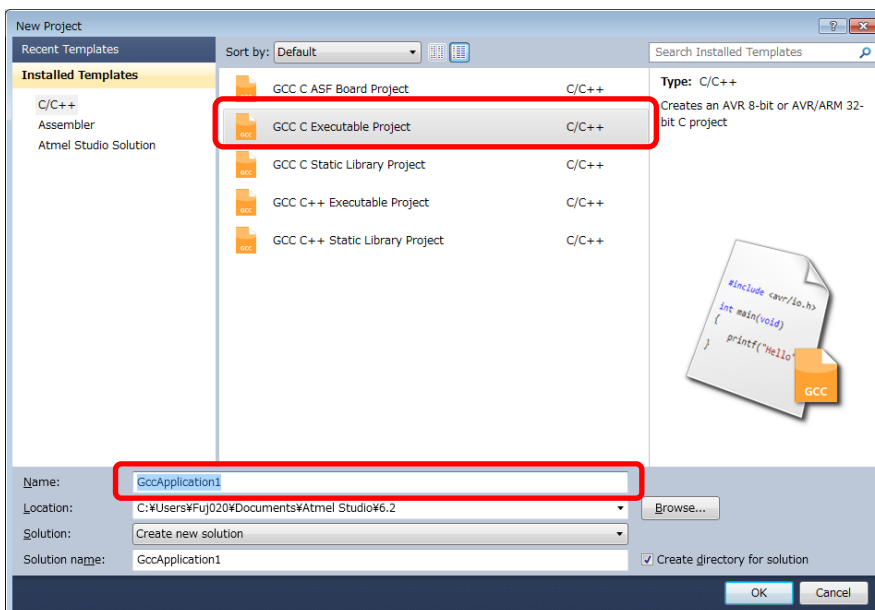 New Project
Recent Templates
Installed Templates
C/C++
Assembler
Atmel Studio Solution
Sort by: Default
Search Installed Templates
GCC C ASF Board Project C/C++
GCC C Executable Project C/C++
GCC C Static Library Project C/C++
GCC C++ Executable Project C/C++
GCC C++ Static Library Project C/C++
Type: C/C++
Creates an AVR 8-bit or AVR/ARM 32-
bit C project
#include <avr/io.h>
int main(void)
{
printf("Hello"
}
GCC
Name: GccApplication1
Location: C:¥Users¥Fuj020¥Documents¥Atmel Studio¥6.2 Browse...
Solution: Create new solution
Solution name: GccApplication1 Create directory for solution
OK Cancel